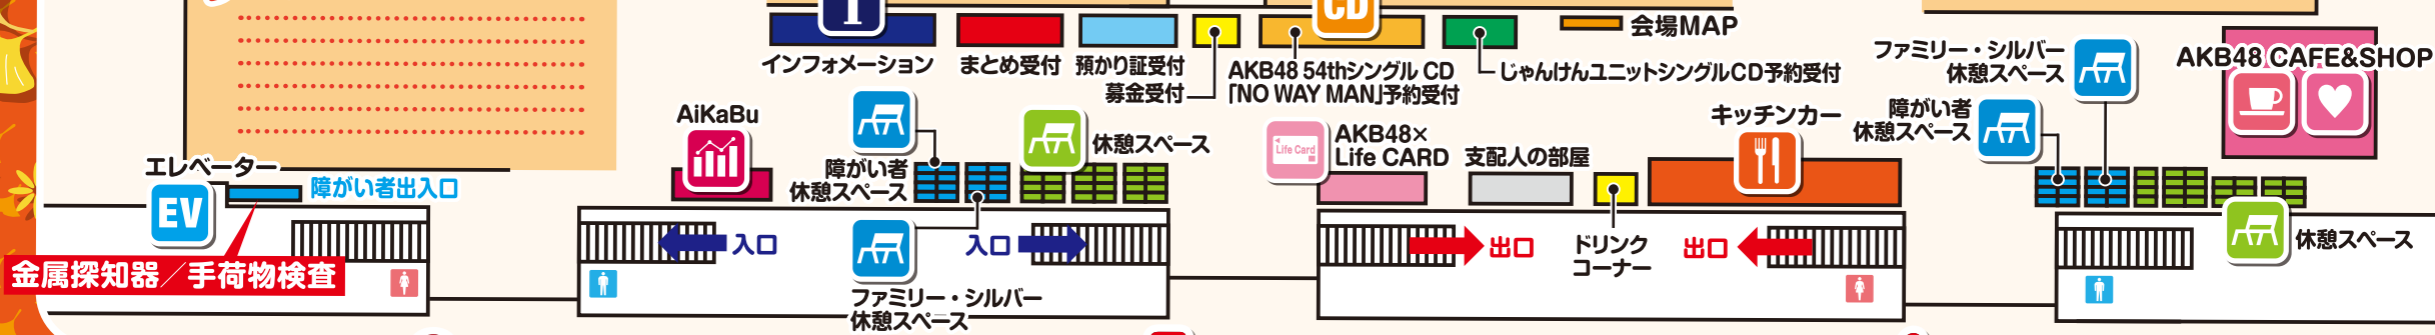 i
CD
会場MAP
インフォメーション
まとめ受付
預かり証受付
募金受付
AKB48 54thシングル CD
「NO WAY MAN」予約受付
じゃんけんユニットシングルCD予約受付
ファミリー・シルバー
休憩スペース
AKB48 CAFE&SHOP
AiKaBu
障がい者
休憩スペース
休憩スペース
Life Card
AKB48×
Life CARD
支配人の部屋
キッチンカー
障がい者
休憩スペース
エレベーター
EV
障がい者出入口
金属探知器/手荷物検査
入口
入口
ファミリー・シルバー
休憩スペース
出口
ドリンク
コーナー
出口
休憩スペース